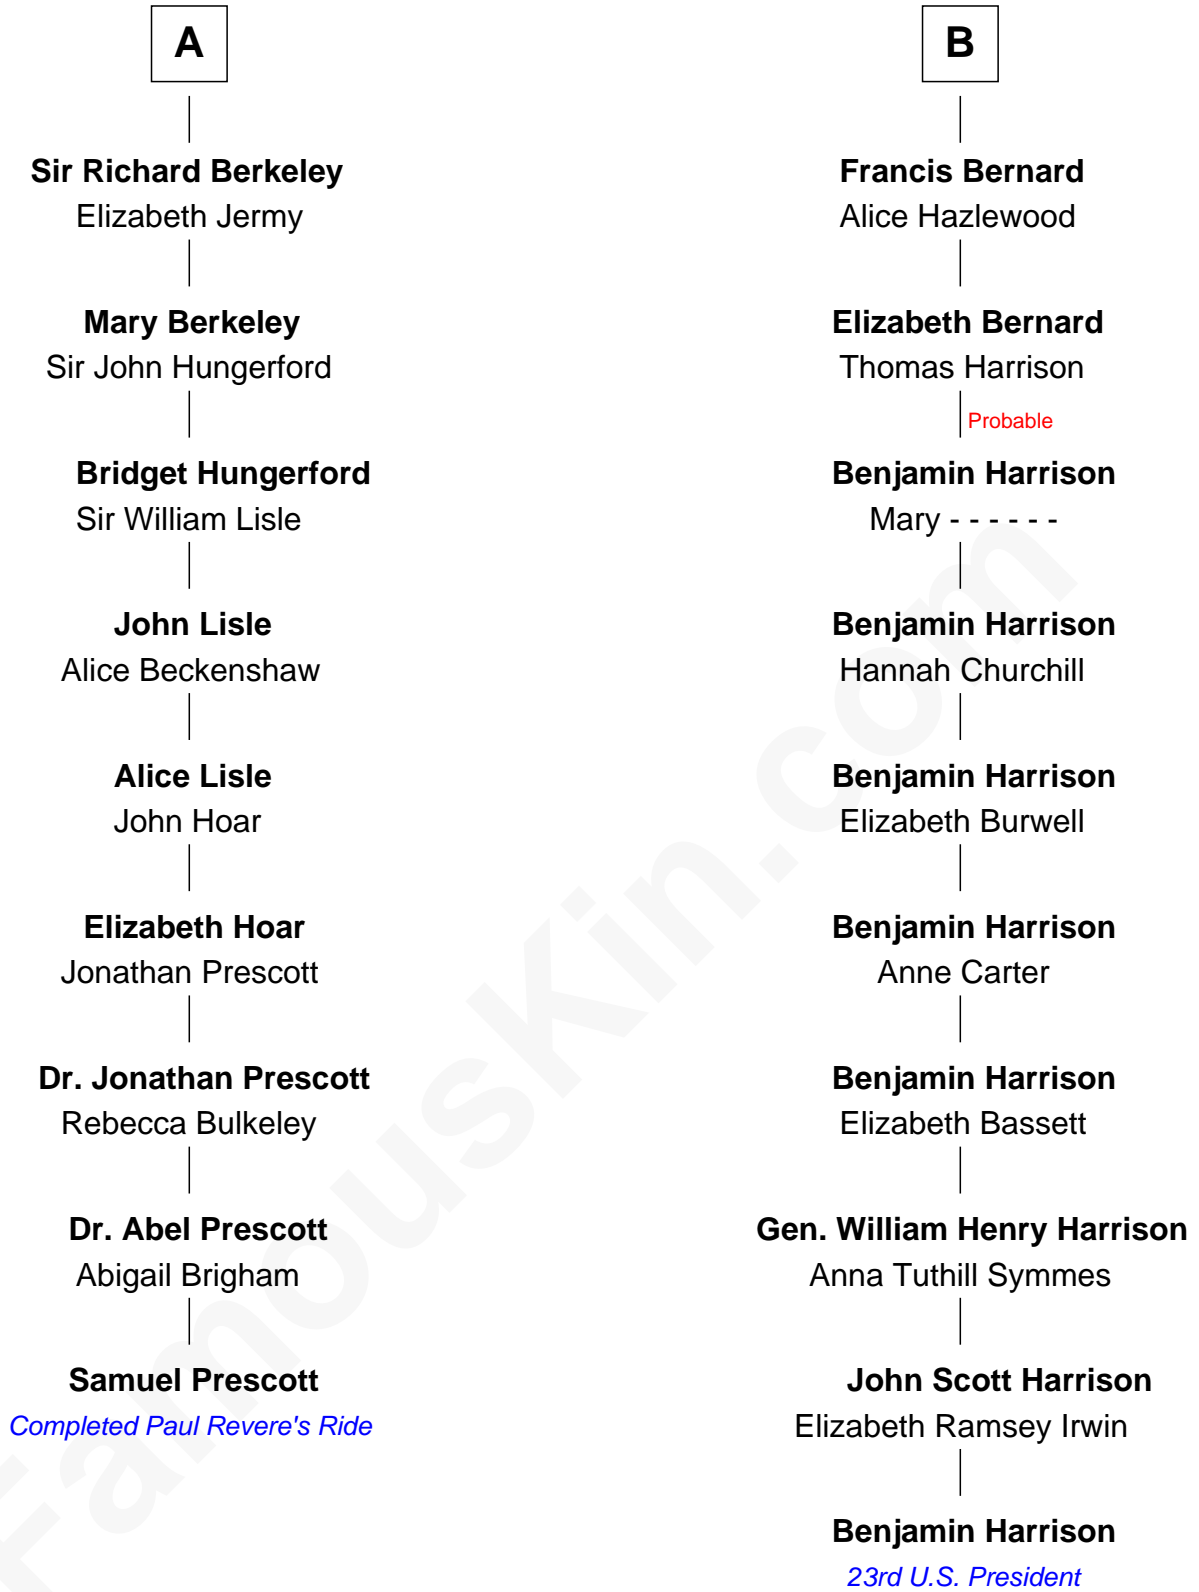 A
Sir Richard Berkeley
Elizabeth Jermy
Mary Berkeley
Sir John Hungerford
Bridget Hungerford
Sir William Lisle
John Lisle
Alice Beckenshaw
Alice Lisle
John Hoar
Elizabeth Hoar
Jonathan Prescott
Dr. Jonathan Prescott
Rebecca Bulkeley
Dr. Abel Prescott
Abigail Brigham
Samuel Prescott
Completed Paul Revere's Ride
B
Francis Bernard
Alice Hazlewood
Elizabeth Bernard
Thomas Harrison
Probable
Benjamin Harrison
Mary - - - - - -
Benjamin Harrison
Hannah Churchill
Benjamin Harrison
Elizabeth Burwell
Benjamin Harrison
Anne Carter
Benjamin Harrison
Elizabeth Bassett
Gen. William Henry Harrison
Anna Tuthill Symmes
John Scott Harrison
Elizabeth Ramsey Irwin
Benjamin Harrison
23rd U.S. President
FamousKin.com